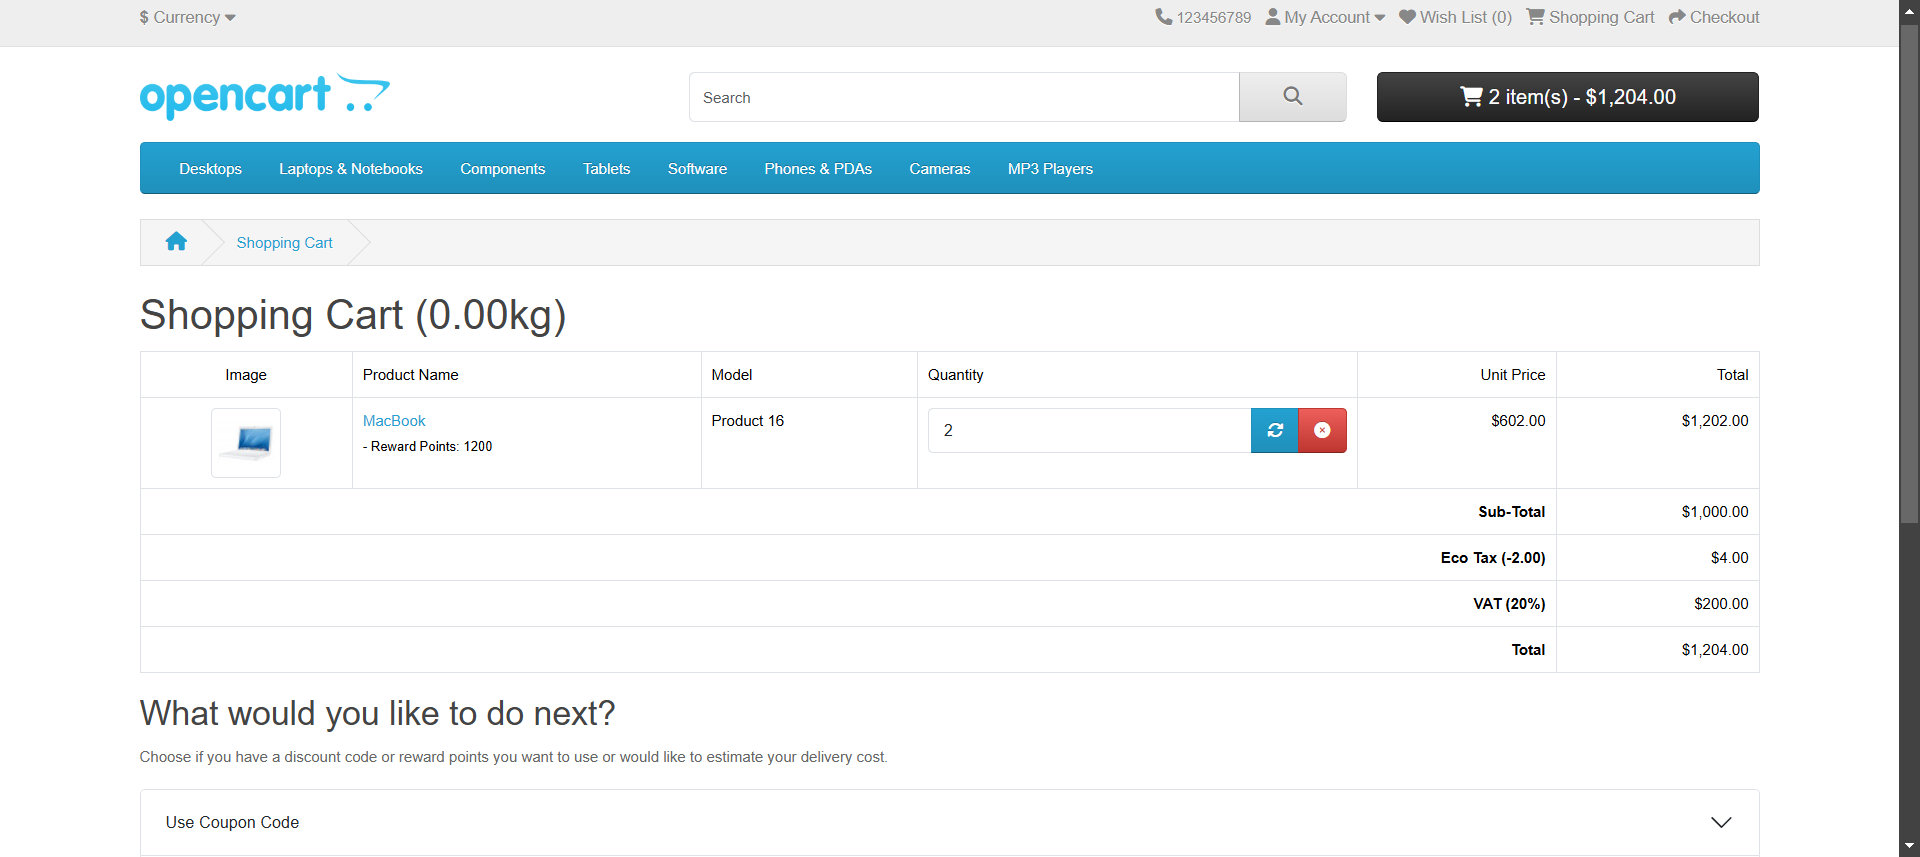 $ Currency
123456789 My Account Wish List (0) Shopping Cart Checkout
opencart
Search
2 item(s) - $1,204.00
Desktops Laptops & Notebooks Components Tablets Software Phones & PDAs Cameras MP3 Players
Shopping Cart
Shopping Cart (0.00kg)
Image Product Name Model Quantity Unit Price Total
MacBook Product 16 2 $602.00 $1,202.00
- Reward Points: 1200
Sub-Total $1,000.00
Eco Tax (-2.00) $4.00
VAT (20%) $200.00
Total $1,204.00
What would you like to do next?
Choose if you have a discount code or reward points you want to use or would like to estimate your delivery cost.
Use Coupon Code